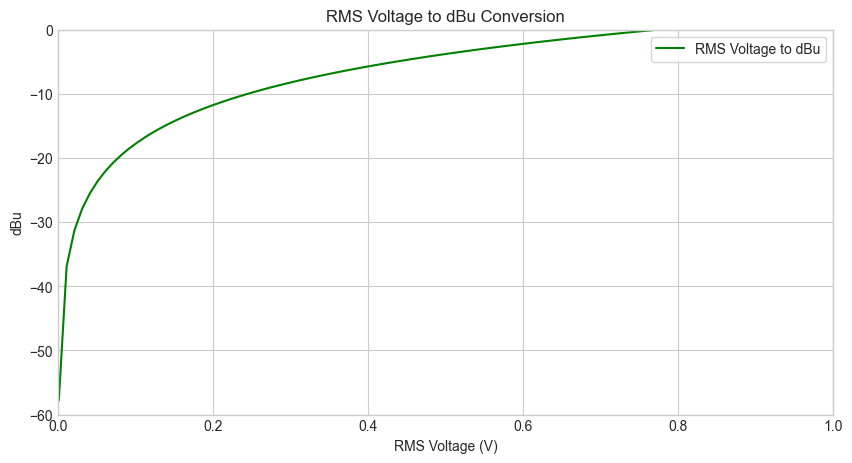 RMS Voltage to dBu Conversion
RMS Voltage to dBu
0
−10
−20
−30
−40
−50
−60
dBu
0.0 0.2 0.4 0.6 0.8 1.0
RMS Voltage (V)